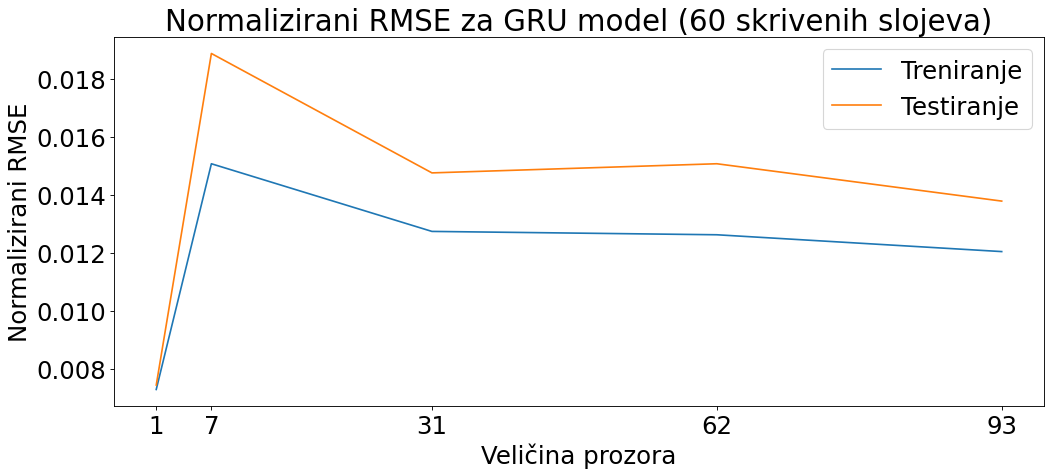 Normalizirani RMSE za GRU model (60 skrivenih slojeva)
Treniranje
Testiranje
Normalizirani RMSE
0.018
0.016
0.014
0.012
0.010
0.008
1 7 31 62 93
Veličina prozora